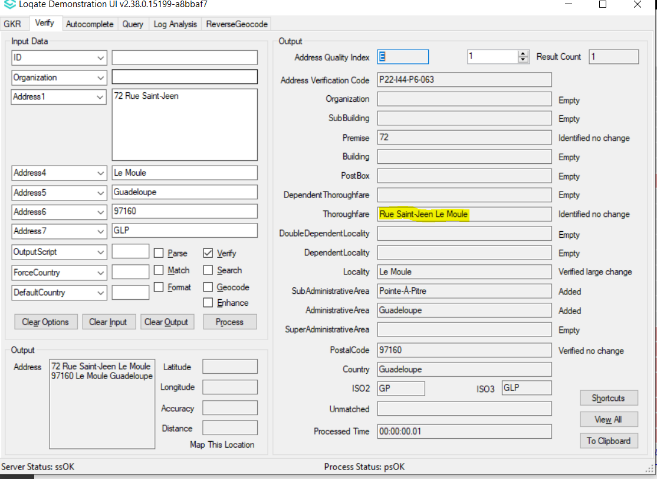 Loqate Demonstration UI v2.38.0.15199-a8bbaf7
GKR Verify Autocomplete Query Log Analysis ReverseGeocode
Input Data
ID
Organization
Address1 72 Rue Saint-Jeen
Address4 Le Moule
Address5 Guadeloupe
Address6 97160
Address7 GLP
OutputScript Parse Verify
ForceCountry Match Search
DefaultCountry Format Geocode
Enhance
Clear Options Clear Input Clear Output Process
Output
Address 72 Rue Saint-Jeen Le Moule
97160 Le Moule Guadeloupe
Latitude
Longitude
Accuracy
Distance
Map This Location
Output
Address Quality Index E 1 Result Count 1
Address Verification Code P22-I44-P6-063
Organization Empty
SubBuilding Empty
Premise 72 Identified no change
Building Empty
PostBox Empty
DependentThoroughfare Empty
Thoroughfare Rue Saint-Jeen Le Moule Identified no change
DoubleDependentLocality Empty
DependentLocality Empty
Locality Le Moule Verified large change
SubAdministrativeArea Pointe-À-Pitre Added
AdministrativeArea Guadeloupe Added
SuperAdministrativeArea Empty
PostalCode 97160 Verified no change
Country Guadeloupe
ISO2 GP ISO3 GLP
Unmatched
Processed Time 00:00:00.01
Shortcuts
View All
To Clipboard
Server Status: ssOK Process Status: psOK